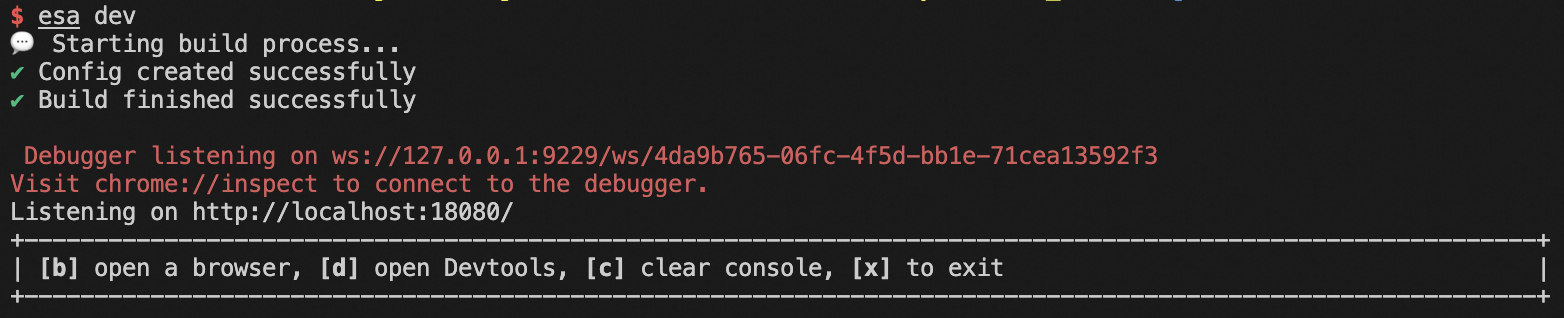 $ esa dev
💬 Starting build process...
✔ Config created successfully
✔ Build finished successfully
Debugger listening on ws://127.0.0.1:9229/ws/4da9b765-06fc-4f5d-bb1e-71cea13592f3
Visit chrome://inspect to connect to the debugger.
Listening on http://localhost:18080/
| [b] open a browser, [d] open Devtools, [c] clear console, [x] to exit |